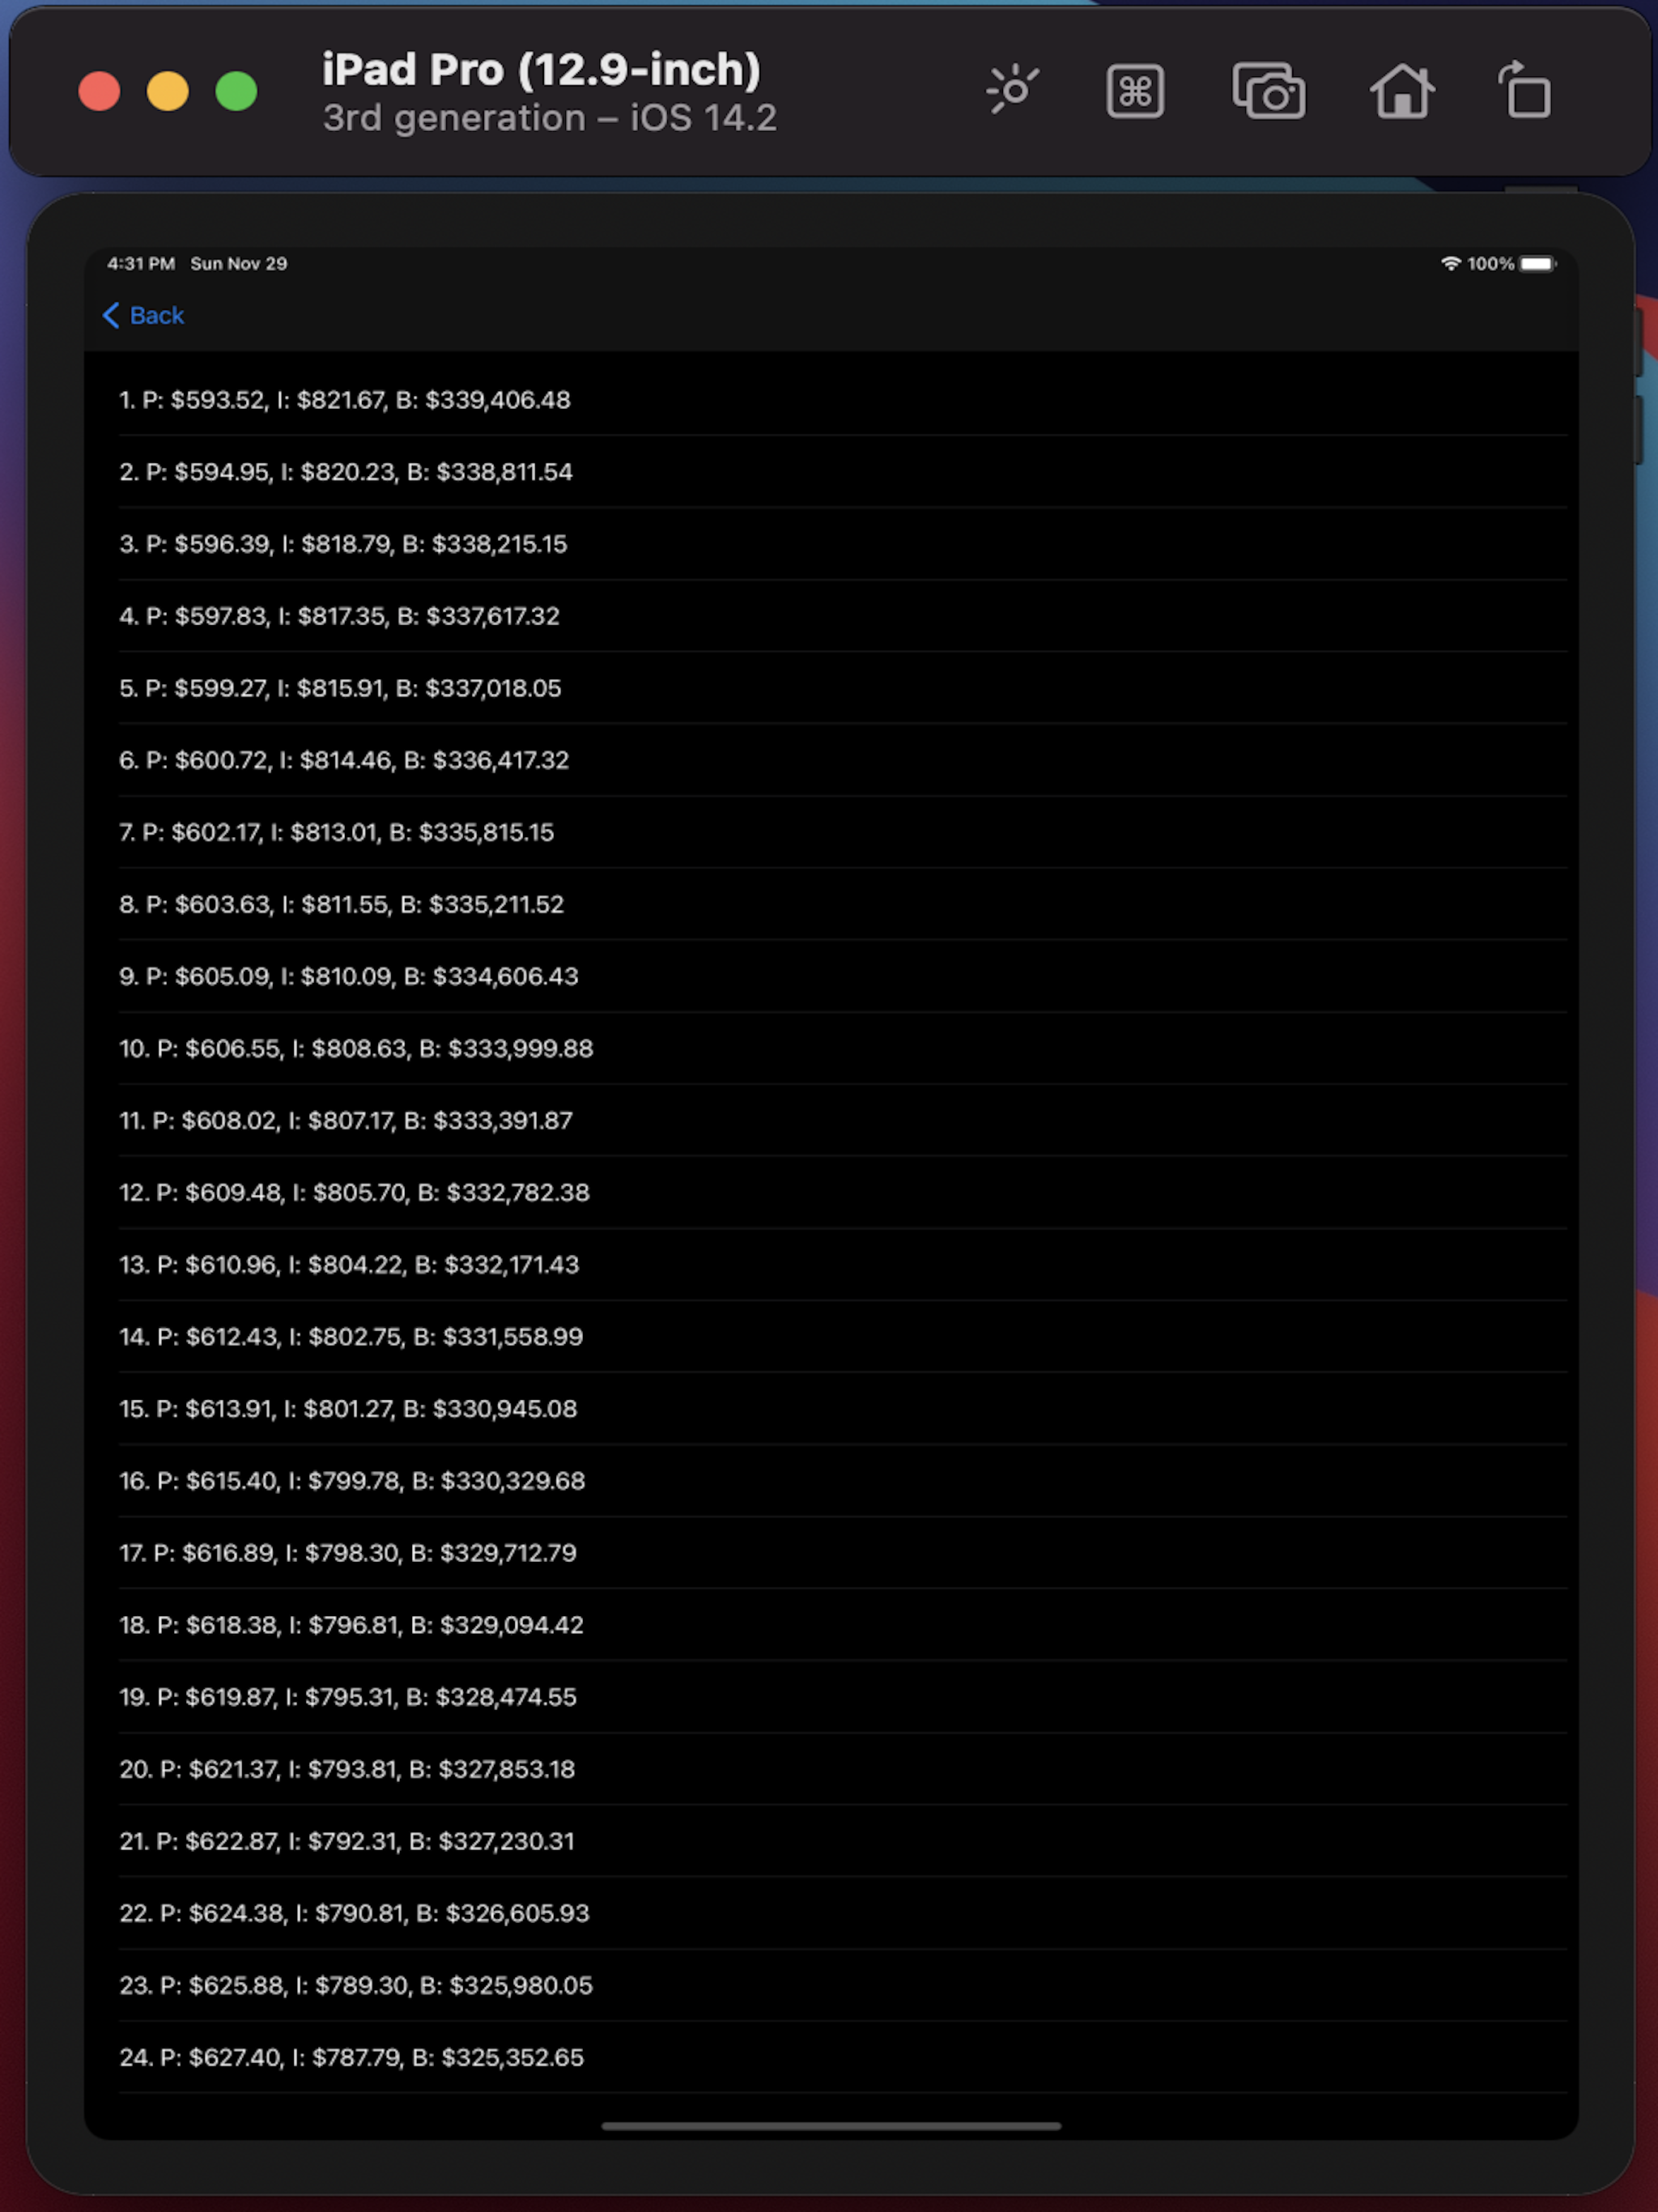 iPad Pro (12.9-inch)
3rd generation – iOS 14.2
4:31 PM Sun Nov 29 100%
Back
1. P: $593.52, I: $821.67, B: $339,406.48
2. P: $594.95, I: $820.23, B: $338,811.54
3. P: $596.39, I: $818.79, B: $338,215.15
4. P: $597.83, I: $817.35, B: $337,617.32
5. P: $599.27, I: $815.91, B: $337,018.05
6. P: $600.72, I: $814.46, B: $336,417.32
7. P: $602.17, I: $813.01, B: $335,815.15
8. P: $603.63, I: $811.55, B: $335,211.52
9. P: $605.09, I: $810.09, B: $334,606.43
10. P: $606.55, I: $808.63, B: $333,999.88
11. P: $608.02, I: $807.17, B: $333,391.87
12. P: $609.48, I: $805.70, B: $332,782.38
13. P: $610.96, I: $804.22, B: $332,171.43
14. P: $612.43, I: $802.75, B: $331,558.99
15. P: $613.91, I: $801.27, B: $330,945.08
16. P: $615.40, I: $799.78, B: $330,329.68
17. P: $616.89, I: $798.30, B: $329,712.79
18. P: $618.38, I: $796.81, B: $329,094.42
19. P: $619.87, I: $795.31, B: $328,474.55
20. P: $621.37, I: $793.81, B: $327,853.18
21. P: $622.87, I: $792.31, B: $327,230.31
22. P: $624.38, I: $790.81, B: $326,605.93
23. P: $625.88, I: $789.30, B: $325,980.05
24. P: $627.40, I: $787.79, B: $325,352.65